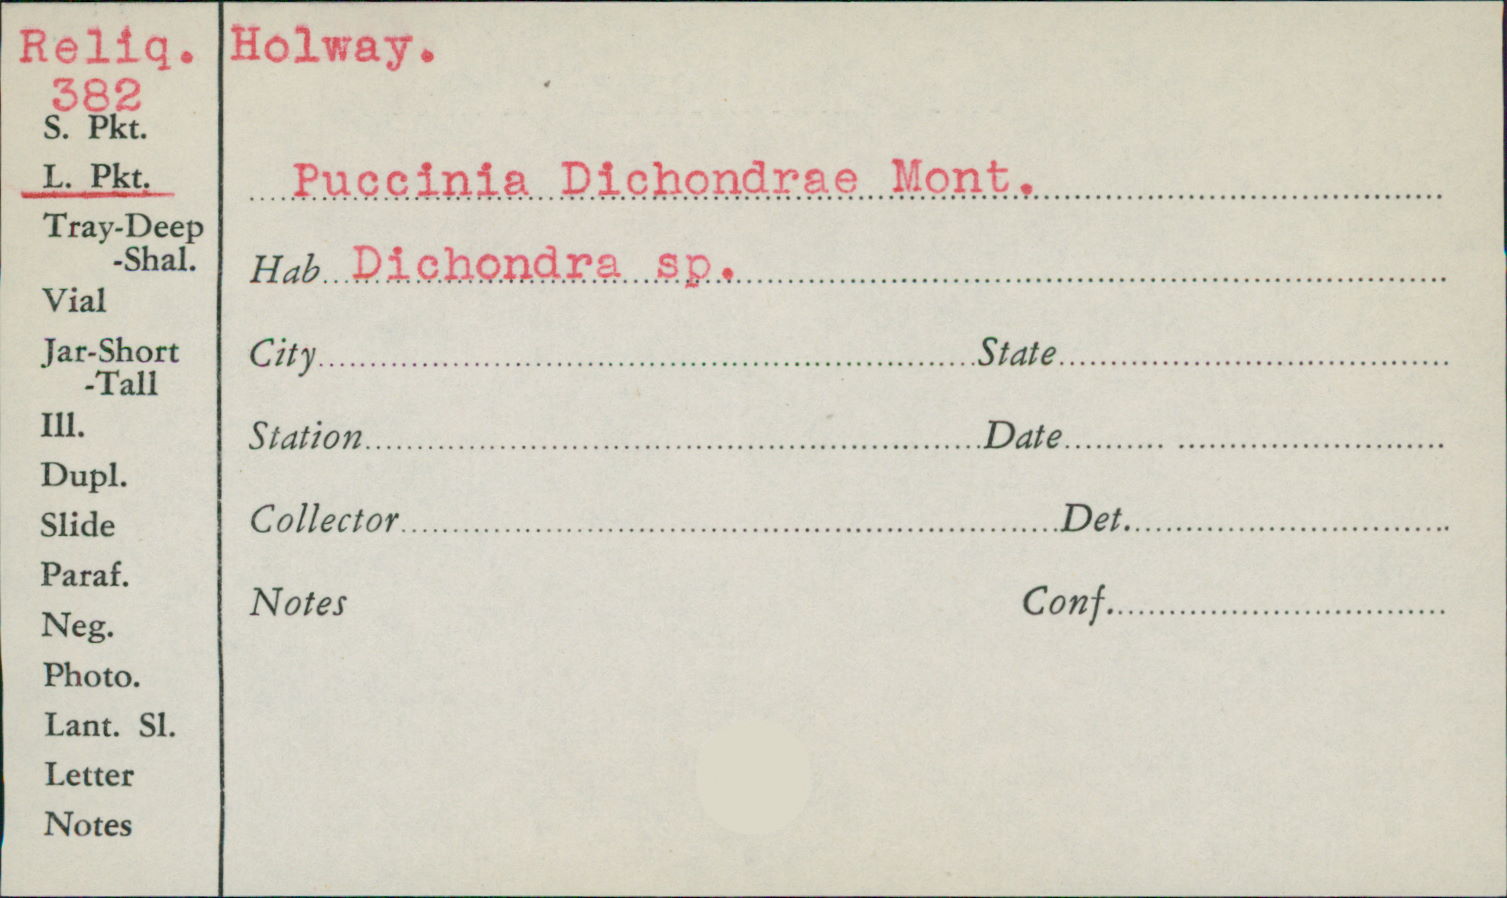 Reliq. Holway.
382
S. Pkt.
L. Pkt.
Puccinia Dichondrae Mont.
Tray-Deep
-Shal.
Hab Dichondra sp.
Vial
Jar-Short
-Tall
City State
Ill.
Station Date
Dupl.
Slide
Collector Det.
Paraf.
Notes Conf.
Neg.
Photo.
Lant. Sl.
Letter
Notes